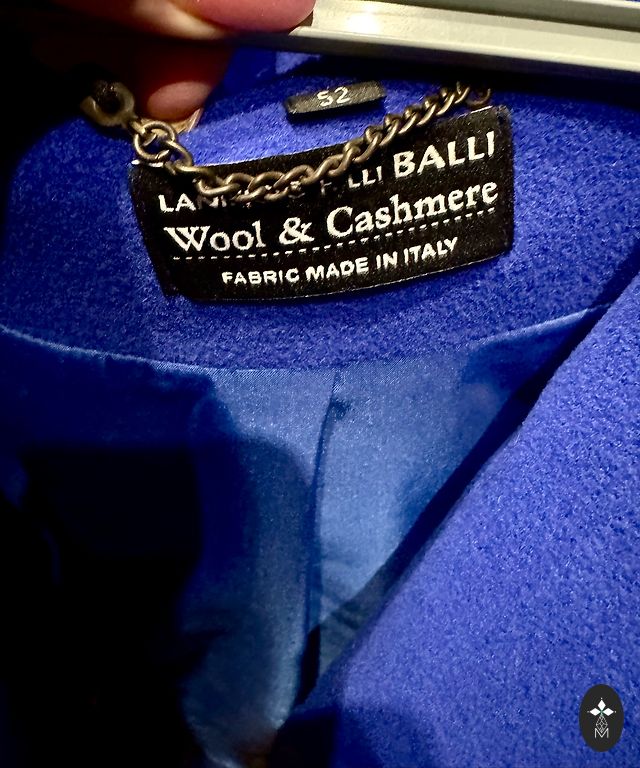 52
BALLI
Wool & Cashmere
FABRIC MADE IN ITALY